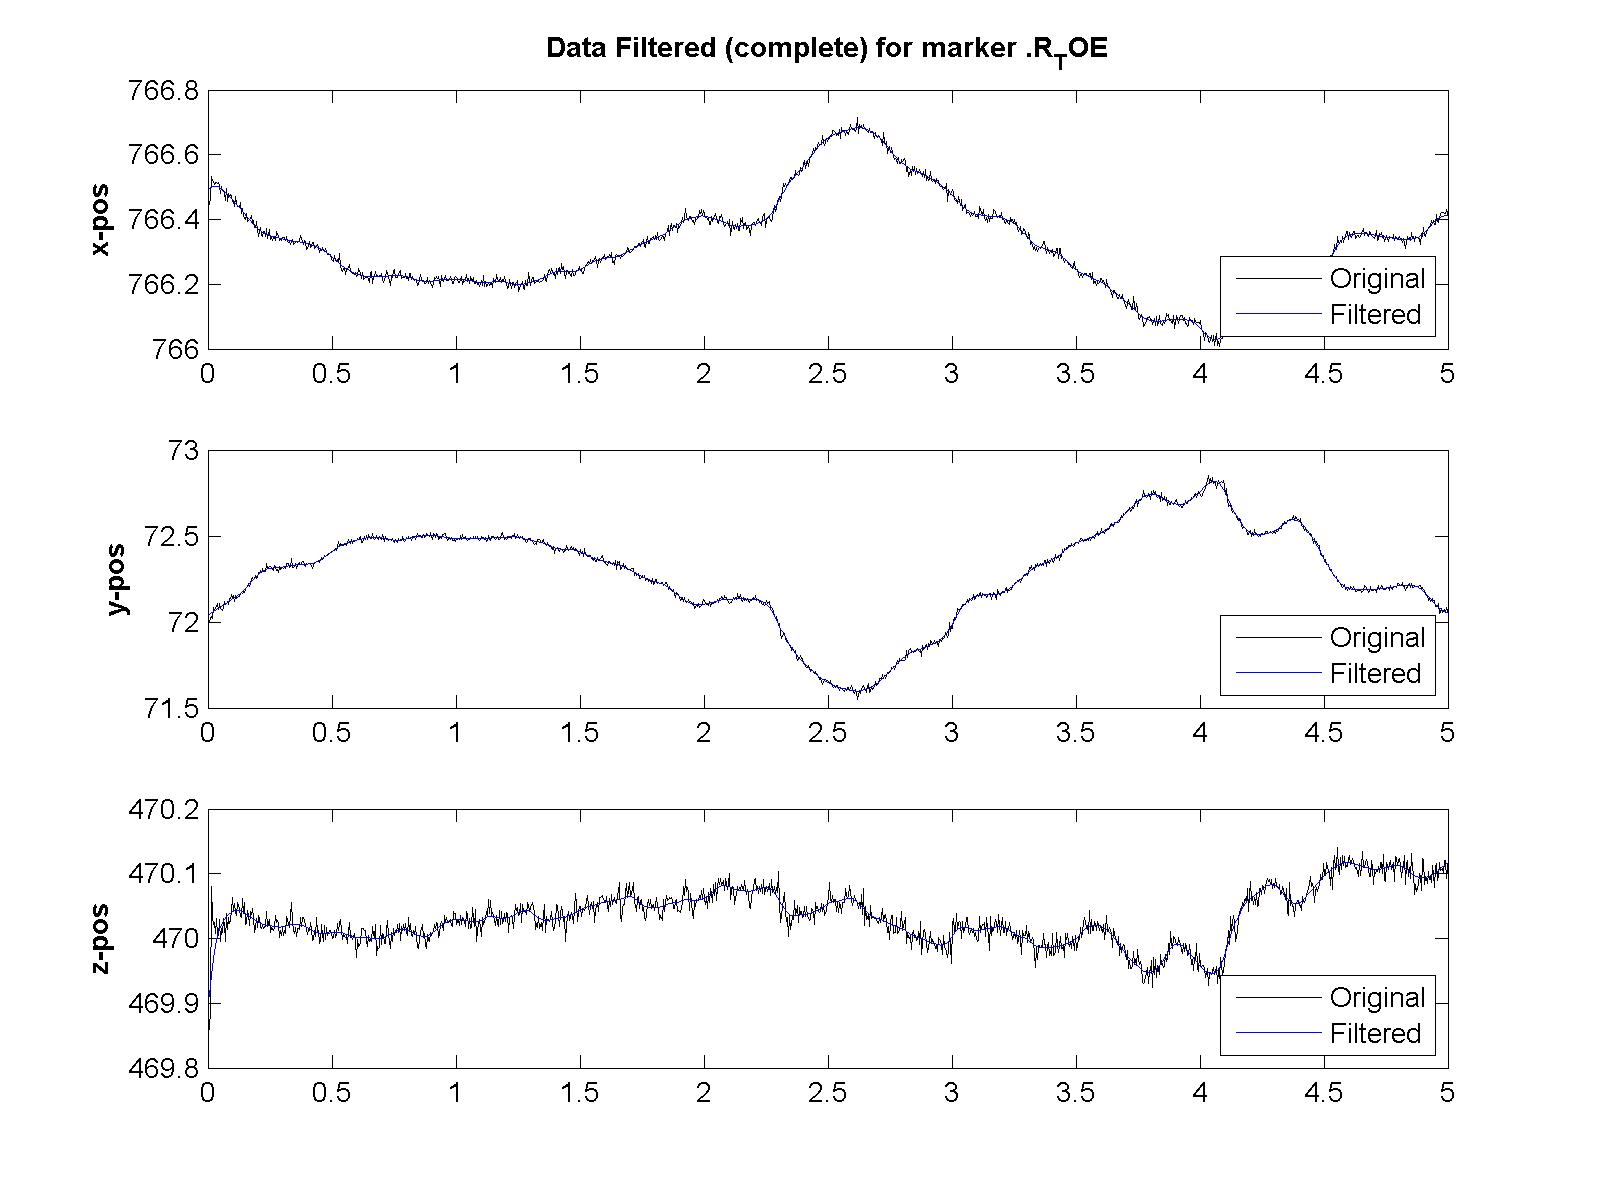 Data Filtered (complete) for marker .R_TOE
766.8
766.6
766.4
766.2
766
x-pos
Original
Filtered
0 0.5 1 1.5 2 2.5 3 3.5 4 4.5 5
73
72.5
72
71.5
y-pos
Original
Filtered
0 0.5 1 1.5 2 2.5 3 3.5 4 4.5 5
470.2
470.1
470
469.9
469.8
z-pos
Original
Filtered
0 0.5 1 1.5 2 2.5 3 3.5 4 4.5 5